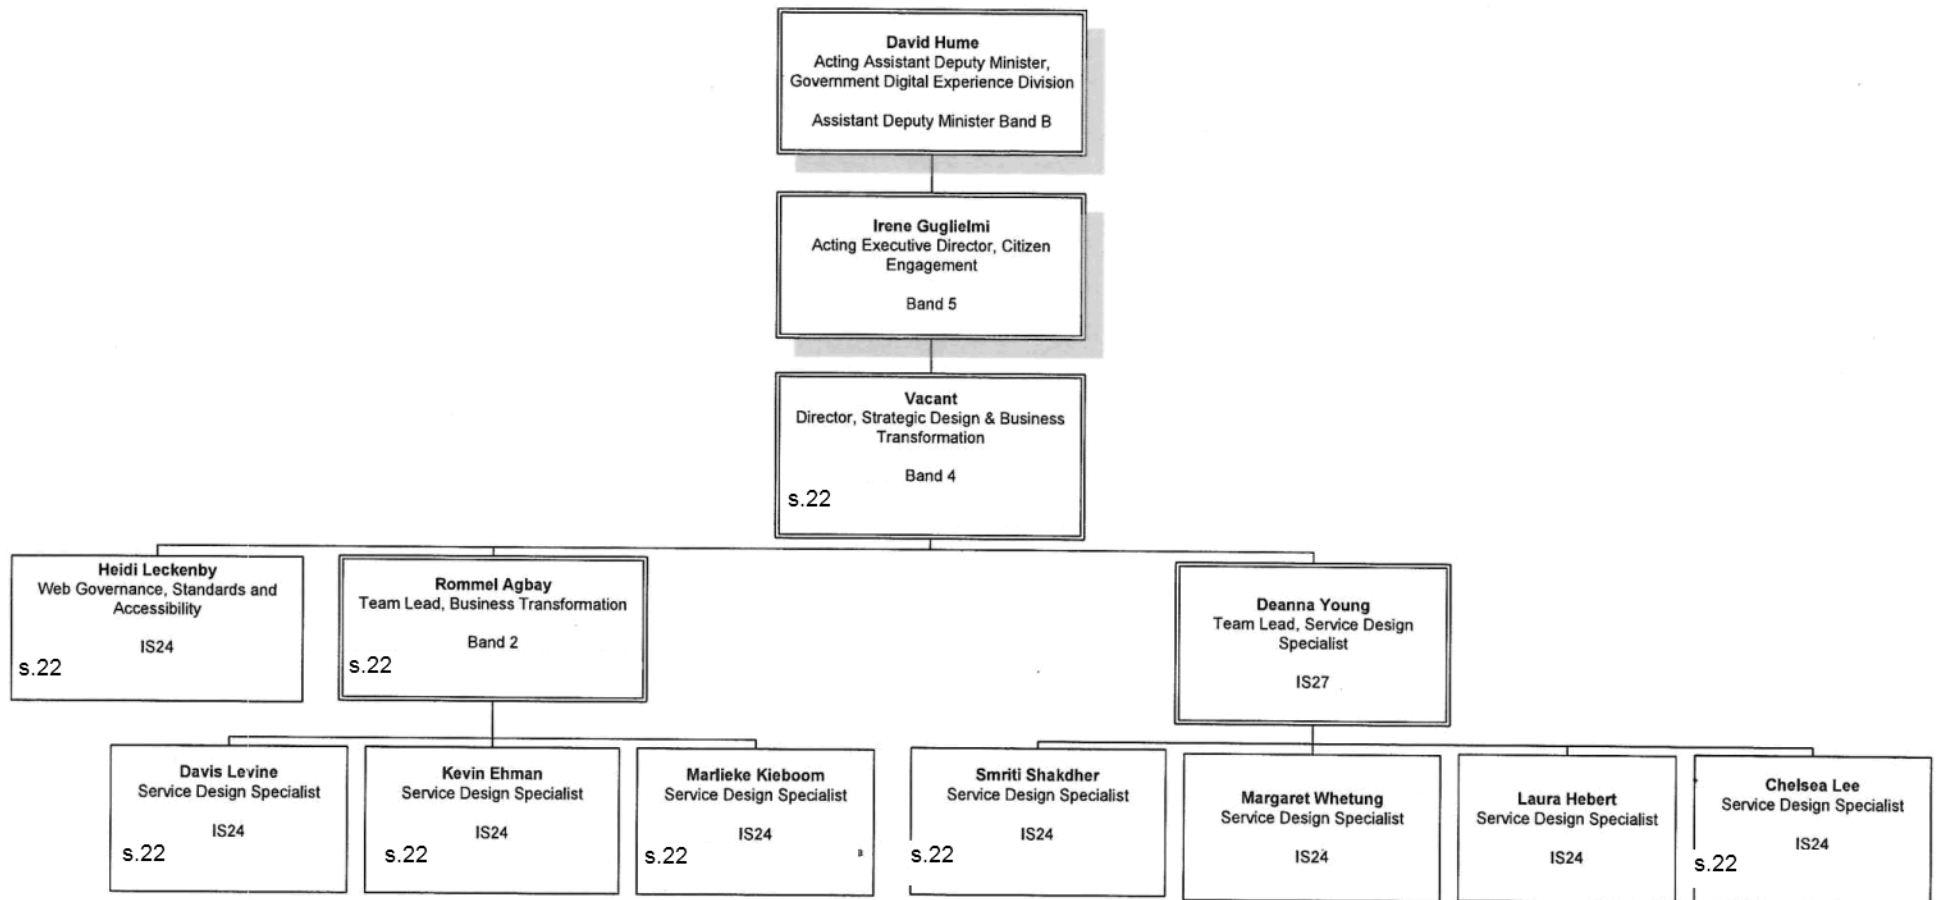 David Hume
Acting Assistant Deputy Minister,
Government Digital Experience Division
Assistant Deputy Minister Band B
Irene Guglielmi
Acting Executive Director, Citizen
Engagement
Band 5
Vacant
Director, Strategic Design & Business
Transformation
Band 4
s.22
Heidi Leckenby
Web Governance, Standards and
Accessibility
IS24
s.22
Rommel Agbay
Team Lead, Business Transformation
Band 2
s.22
Deanna Young
Team Lead, Service Design
Specialist
IS27
Davis Levine
Service Design Specialist
IS24
s.22
Kevin Ehman
Service Design Specialist
IS24
s.22
Marlieke Kieboom
Service Design Specialist
IS24
s.22
Smriti Shakdher
Service Design Specialist
IS24
s.22
Margaret Whetung
Service Design Specialist
IS24
Laura Hebert
Service Design Specialist
IS24
Chelsea Lee
Service Design Specialist
IS24
s.22